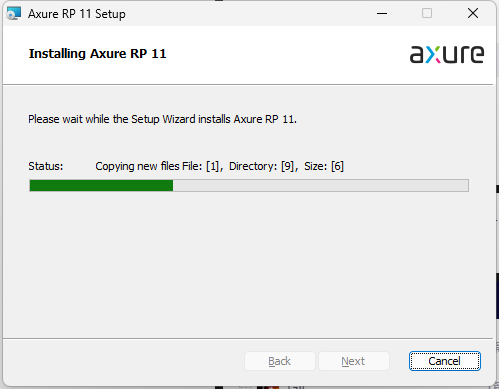 Axure RP 11 Setup
Installing Axure RP 11
axure
Please wait while the Setup Wizard installs Axure RP 11.
Status: Copying new files File: [1], Directory: [9], Size: [6]
Back Next Cancel